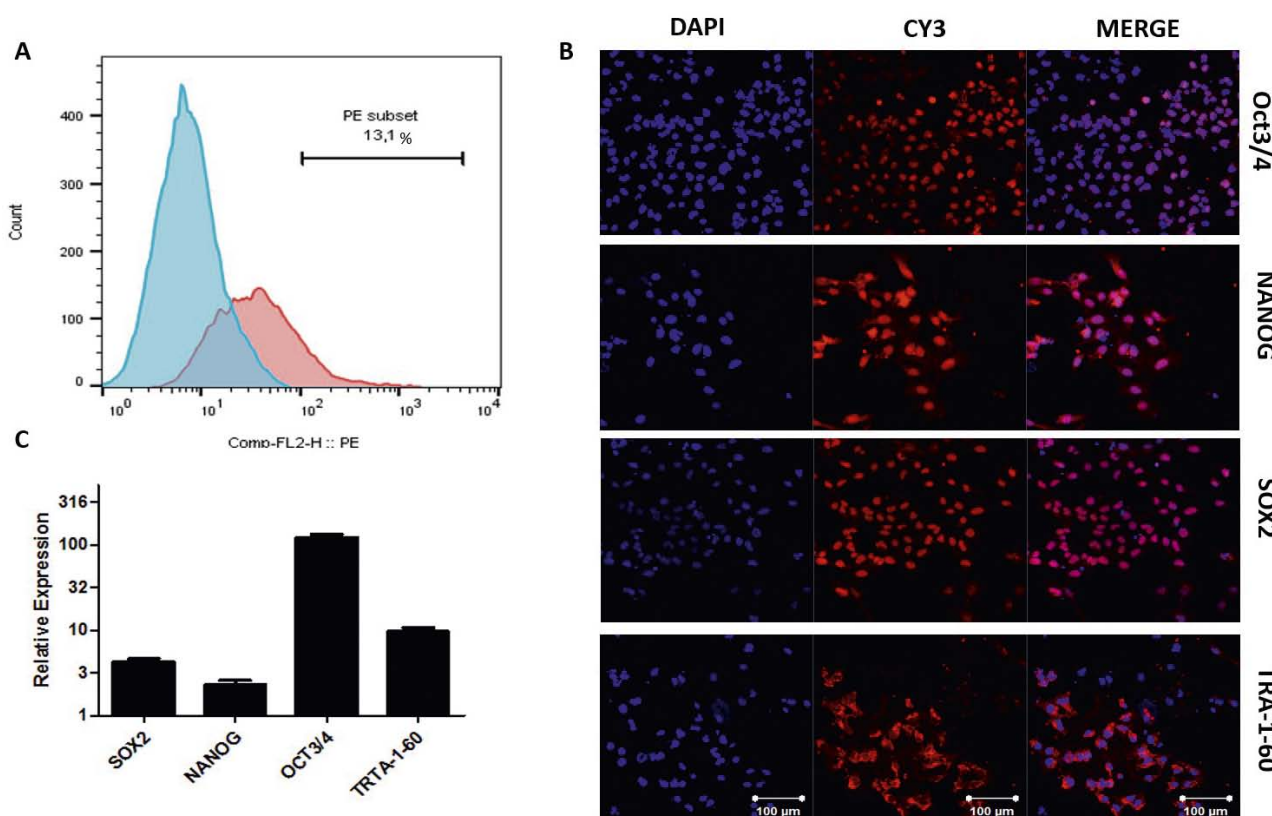 A
PE subset
13,1 %
400
300
200
100
0
Count
10^0 10^1 10^2 10^3 10^4
Comp-FL2-H :: PE
B
DAPI CY3 MERGE
Oct3/4
NANOG
SOX2
TRA-1-60
100 µm 100 µm 100 µm
C
316
100
32
10
3
1
Relative Expression
SOX2 NANOG OCT3/4 TRTA-1-60